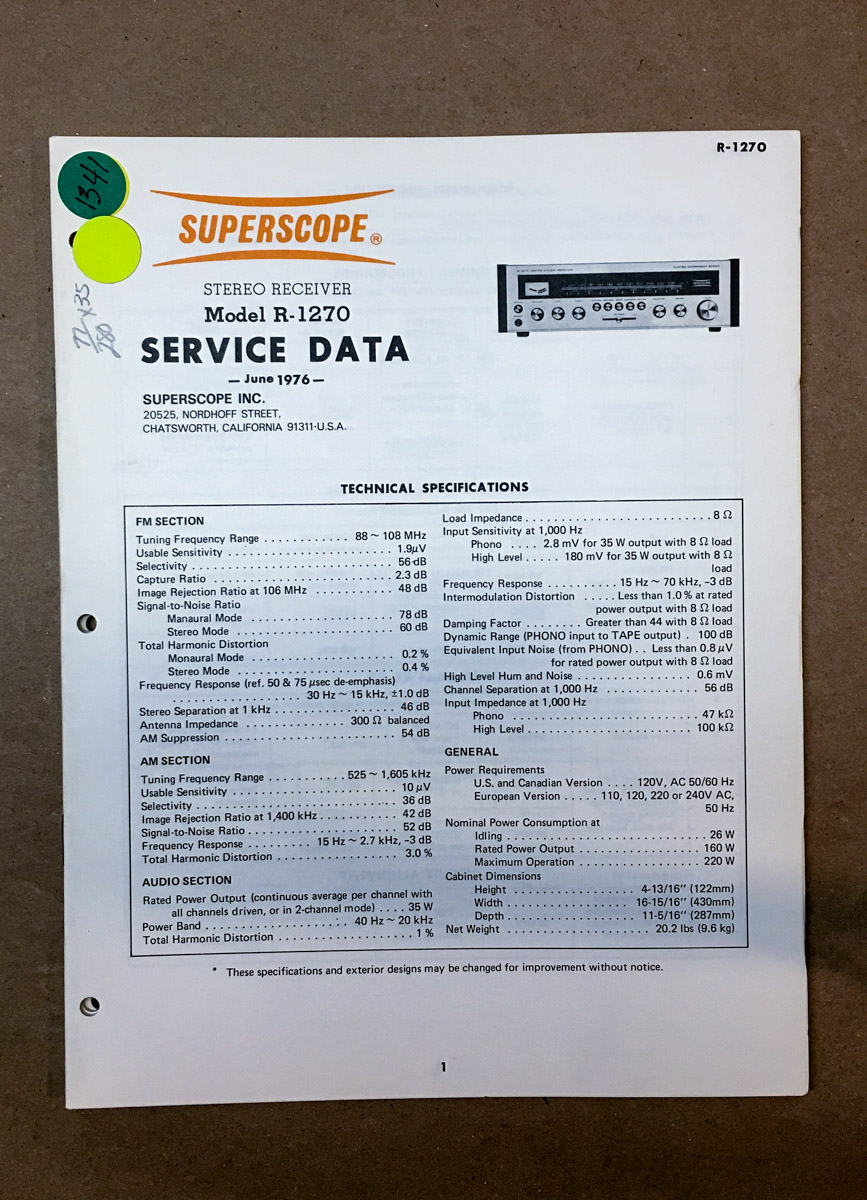 R-1270
1341
SUPERSCOPE®
72 x 35
280
STEREO RECEIVER
Model R-1270
SERVICE DATA
— June 1976 —
SUPERSCOPE INC.
20525, NORDHOFF STREET,
CHATSWORTH, CALIFORNIA 91311·U.S.A.
TECHNICAL SPECIFICATIONS
FM SECTION
Tuning Frequency Range . . . . . . . . . . . . 88 ~ 108 MHz
Usable Sensitivity . . . . . . . . . . . . . . . . . . . . . 1.9µV
Selectivity . . . . . . . . . . . . . . . . . . . . . . . . . . 56 dB
Capture Ratio . . . . . . . . . . . . . . . . . . . . . . . 2.3 dB
Image Rejection Ratio at 106 MHz . . . . . . . . . . . 48 dB
Signal-to-Noise Ratio
Manaural Mode . . . . . . . . . . . . . . . . . . . . . 78 dB
Stereo Mode . . . . . . . . . . . . . . . . . . . . . . . 60 dB
Total Harmonic Distortion
Monaural Mode . . . . . . . . . . . . . . . . . . . . . 0.2 %
Stereo Mode . . . . . . . . . . . . . . . . . . . . . . . 0.4 %
Frequency Response (ref. 50 & 75 µsec de-emphasis)
. . . . . . . . . . . . . . . . . . 30 Hz ~ 15 kHz, ±1.0 dB
Stereo Separation at 1 kHz . . . . . . . . . . . . . . . . 46 dB
Antenna Impedance . . . . . . . . . . . . . 300 Ω balanced
AM Suppression . . . . . . . . . . . . . . . . . . . . . . 54 dB
AM SECTION
Tuning Frequency Range . . . . . . . . . . 525 ~ 1,605 kHz
Usable Sensitivity . . . . . . . . . . . . . . . . . . . . . 10 µV
Selectivity . . . . . . . . . . . . . . . . . . . . . . . . . . 36 dB
Image Rejection Ratio at 1,400 kHz . . . . . . . . . . . 42 dB
Signal-to-Noise Ratio . . . . . . . . . . . . . . . . . . . 52 dB
Frequency Response . . . . . . . . . 15 Hz ~ 2.7 kHz, –3 dB
Total Harmonic Distortion . . . . . . . . . . . . . . . . 3.0 %
AUDIO SECTION
Rated Power Output (continuous average per channel with
all channels driven, or in 2-channel mode) . . . . 35 W
Power Band . . . . . . . . . . . . . . . . . . 40 Hz ~ 20 kHz
Total Harmonic Distortion . . . . . . . . . . . . . . . . . 1 %
Load Impedance . . . . . . . . . . . . . . . . . . . . . . . . 8 Ω
Input Sensitivity at 1,000 Hz
Phono . . . . 2.8 mV for 35 W output with 8 Ω load
High Level . . . . . 180 mV for 35 W output with 8 Ω
load
Frequency Response . . . . . . . . . . 15 Hz ~ 70 kHz, –3 dB
Intermodulation Distortion . . . . . Less than 1.0 % at rated
power output with 8 Ω load
Damping Factor . . . . . . . . Greater than 44 with 8 Ω load
Dynamic Range (PHONO input to TAPE output) . 100 dB
Equivalent Input Noise (from PHONO) . . Less than 0.8 µV
for rated power output with 8 Ω load
High Level Hum and Noise . . . . . . . . . . . . . . . 0.6 mV
Channel Separation at 1,000 Hz . . . . . . . . . . . . . 56 dB
Input Impedance at 1,000 Hz
Phono . . . . . . . . . . . . . . . . . . . . . . . . . . 47 kΩ
High Level . . . . . . . . . . . . . . . . . . . . . . . 100 kΩ
GENERAL
Power Requirements
U.S. and Canadian Version . . . . 120V, AC 50/60 Hz
European Version . . . . . 110, 120, 220 or 240V AC,
50 Hz
Nominal Power Consumption at
Idling . . . . . . . . . . . . . . . . . . . . . . . . . . . 26 W
Rated Power Output . . . . . . . . . . . . . . . . . 160 W
Maximum Operation . . . . . . . . . . . . . . . . . 220 W
Cabinet Dimensions
Height . . . . . . . . . . . . . . . . . 4-13/16" (122mm)
Width . . . . . . . . . . . . . . . . . 16-15/16" (430mm)
Depth . . . . . . . . . . . . . . . . . . 11-5/16" (287mm)
Net Weight . . . . . . . . . . . . . . . . . . . 20.2 lbs (9.6 kg)
* These specifications and exterior designs may be changed for improvement without notice.
1